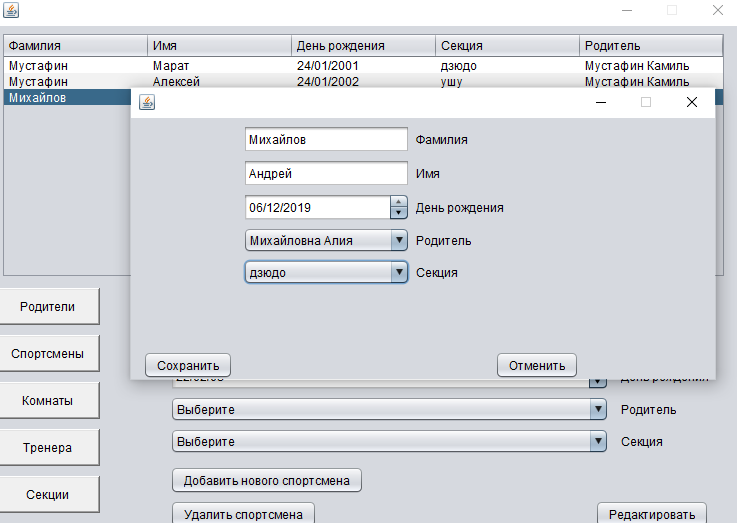 Фамилия Имя День рождения Секция Родитель
Мустафин Марат 24/01/2001 дзюдо Мустафин Камиль
Мустафин Алексей 24/01/2002 ушу Мустафин Камиль
Михайлов
Михайлов Фамилия
Андрей Имя
06/12/2019 День рождения
Михайловна Алия Родитель
дзюдо Секция
Сохранить Отменить
Родители
Спортсмены
Комнаты
Тренера
Секции
День рождения
Выберите Родитель
Выберите Секция
Добавить нового спортсмена
Удалить спортсмена Редактировать